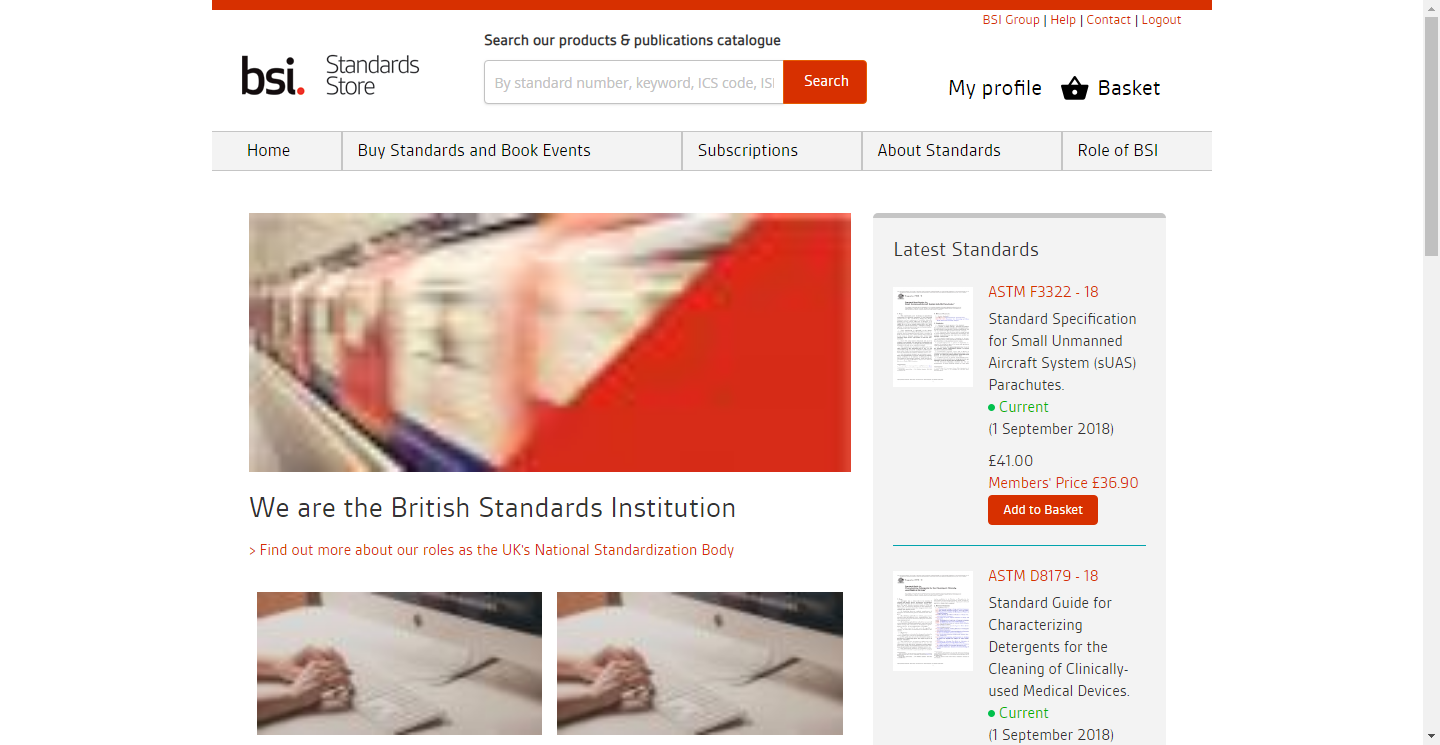 BSI Group | Help | Contact | Logout
Search our products & publications catalogue
bsi. Standards Store
By standard number, keyword, ICS code, ISI
Search
My profile
Basket
Home
Buy Standards and Book Events
Subscriptions
About Standards
Role of BSI
We are the British Standards Institution
> Find out more about our roles as the UK's National Standardization Body
Latest Standards
ASTM F3322 - 18
Standard Specification
for Small Unmanned
Aircraft System (sUAS)
Parachutes.
Current
(1 September 2018)
£41.00
Members' Price £36.90
Add to Basket
ASTM D8179 - 18
Standard Guide for
Characterizing
Detergents for the
Cleaning of Clinically-
used Medical Devices.
Current
(1 September 2018)